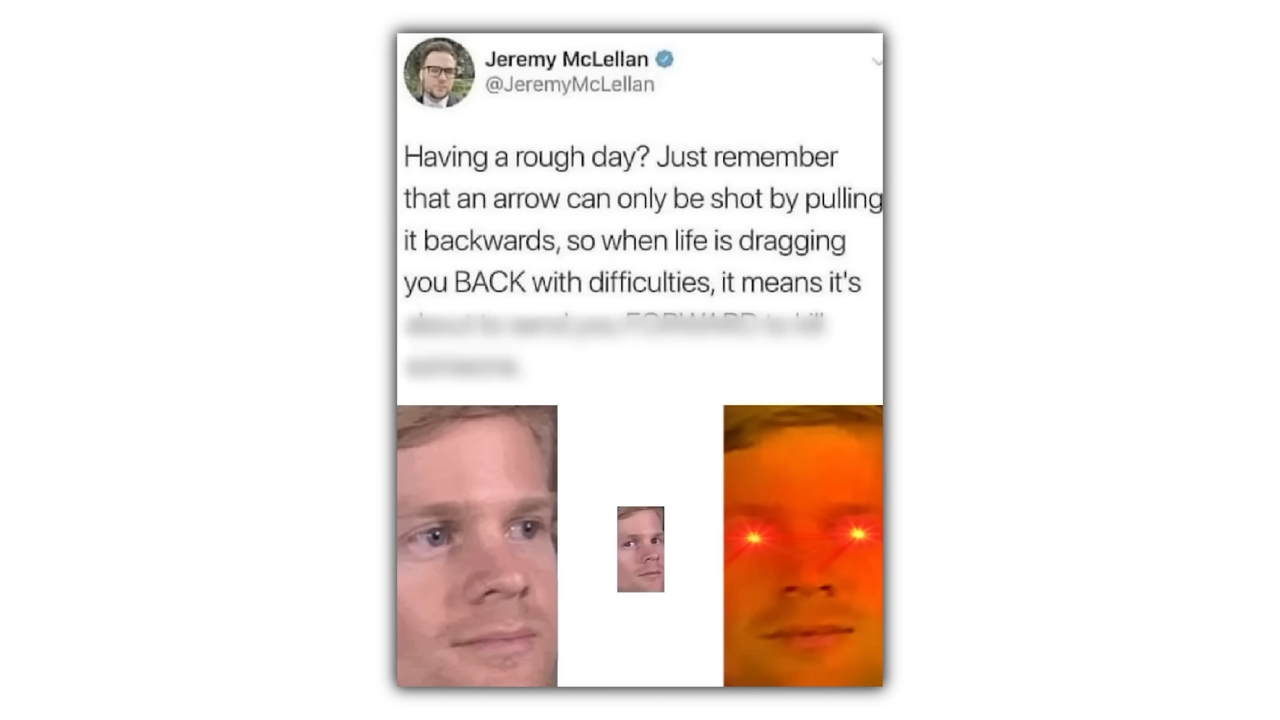 Jeremy McLellan
@JeremyMcLellan
Having a rough day? Just remember
that an arrow can only be shot by pulling
it backwards, so when life is dragging
you BACK with difficulties, it means it's